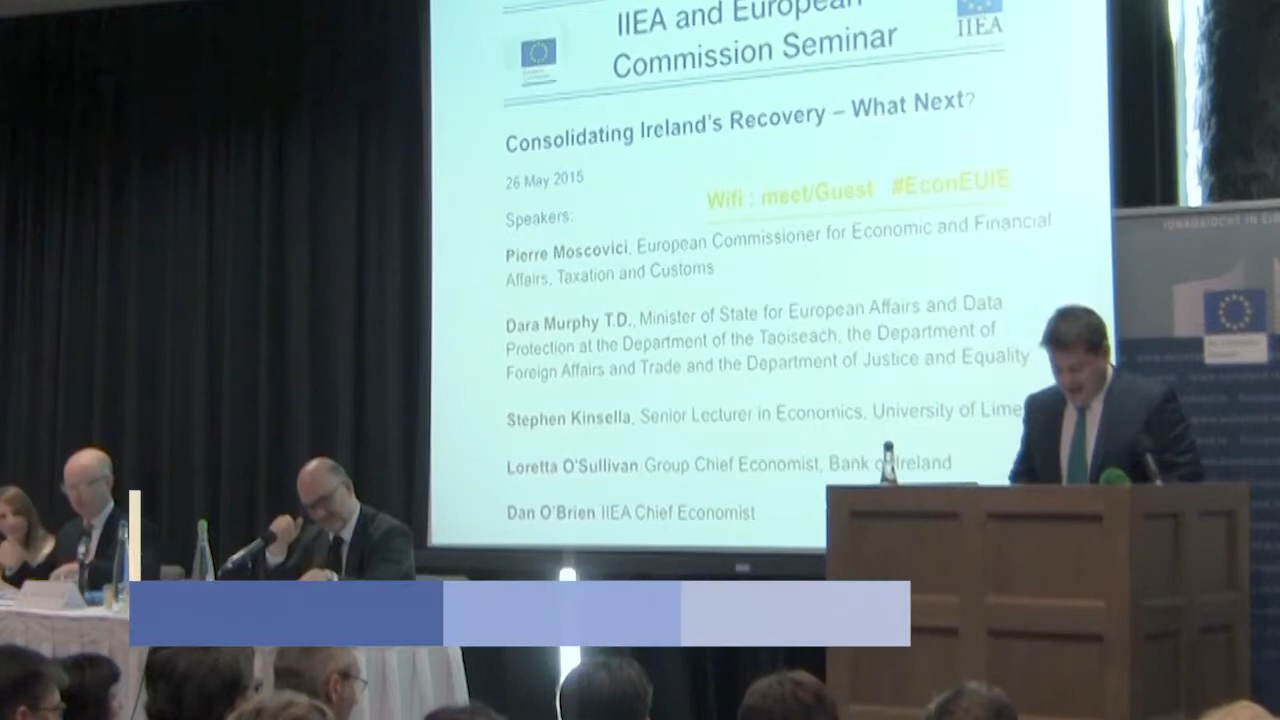 IIEA and European
Commission Seminar
IIEA
Consolidating Ireland's Recovery – What Next?
26 May 2015
Wifi : meet/Guest #EconEUIE
Speakers:
Pierre Moscovici, European Commissioner for Economic and Financial
Affairs, Taxation and Customs
Dara Murphy T.D., Minister of State for European Affairs and Data
Protection at the Department of the Taoiseach, the Department of
Foreign Affairs and Trade and the Department of Justice and Equality
Stephen Kinsella, Senior Lecturer in Economics, University of Lime
Loretta O'Sullivan Group Chief Economist, Bank of Ireland
Dan O'Brien IIEA Chief Economist